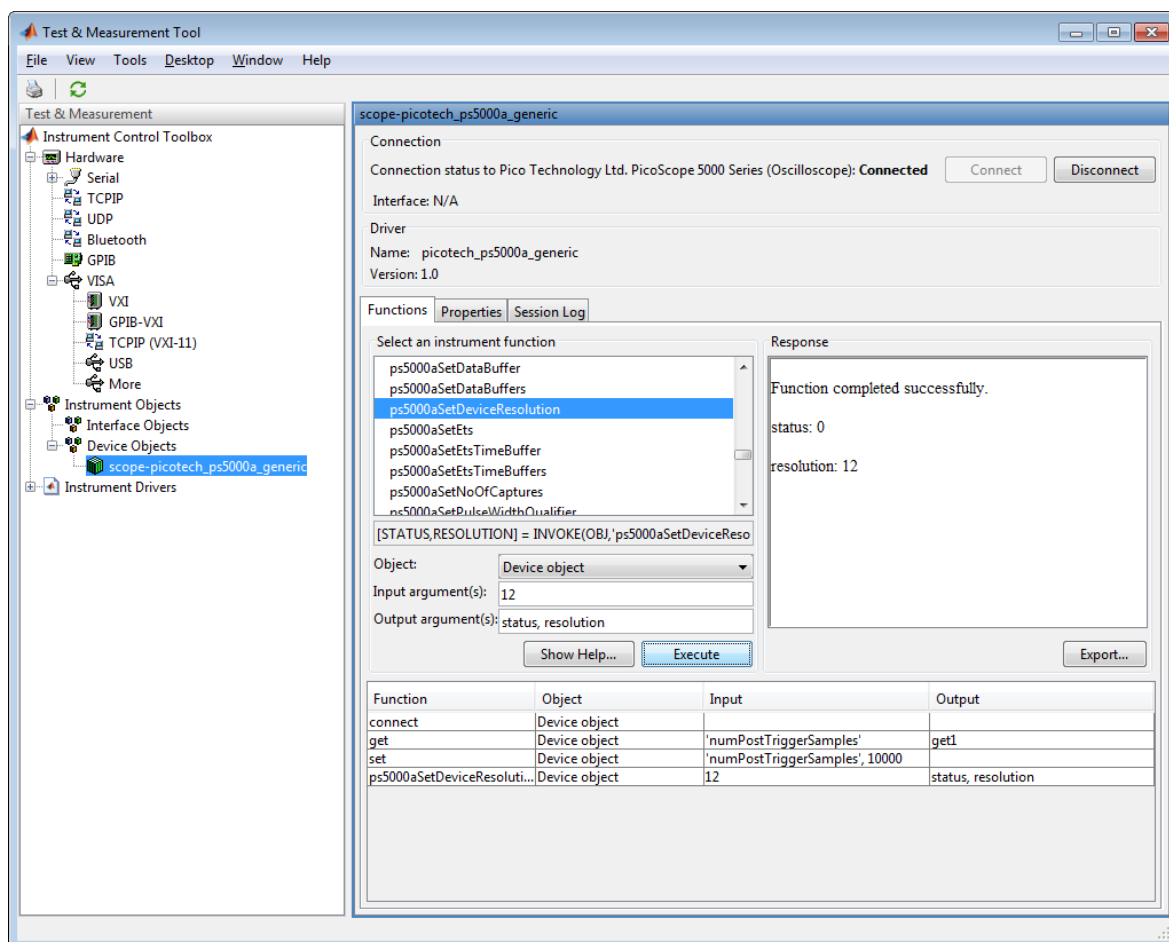 Test & Measurement Tool
File View Tools Desktop Window Help
Test & Measurement
Instrument Control Toolbox
Hardware
Serial
TCPIP
UDP
Bluetooth
GPIB
VISA
VXI
GPIB-VXI
TCPIP (VXI-11)
USB
More
Instrument Objects
Interface Objects
Device Objects
scope-picotech_ps5000a_generic
Instrument Drivers
scope-picotech_ps5000a_generic
Connection
Connection status to Pico Technology Ltd. PicoScope 5000 Series (Oscilloscope): Connected Connect Disconnect
Interface: N/A
Driver
Name: picotech_ps5000a_generic
Version: 1.0
Functions Properties Session Log
Select an instrument function
ps5000aSetDataBuffer
ps5000aSetDataBuffers
ps5000aSetDeviceResolution
ps5000aSetEts
ps5000aSetEtsTimeBuffer
ps5000aSetEtsTimeBuffers
ps5000aSetNoOfCaptures
ps5000aSetPulseWidthQualifier
[STATUS,RESOLUTION] = INVOKE(OBJ,'ps5000aSetDeviceReso
Object: Device object
Input argument(s): 12
Output argument(s): status, resolution
Show Help... Execute
Response
Function completed successfully.
status: 0
resolution: 12
Export...
Function Object Input Output
connect Device object
get Device object 'numPostTriggerSamples' get1
set Device object 'numPostTriggerSamples', 10000
ps5000aSetDeviceResoluti... Device object 12 status, resolution